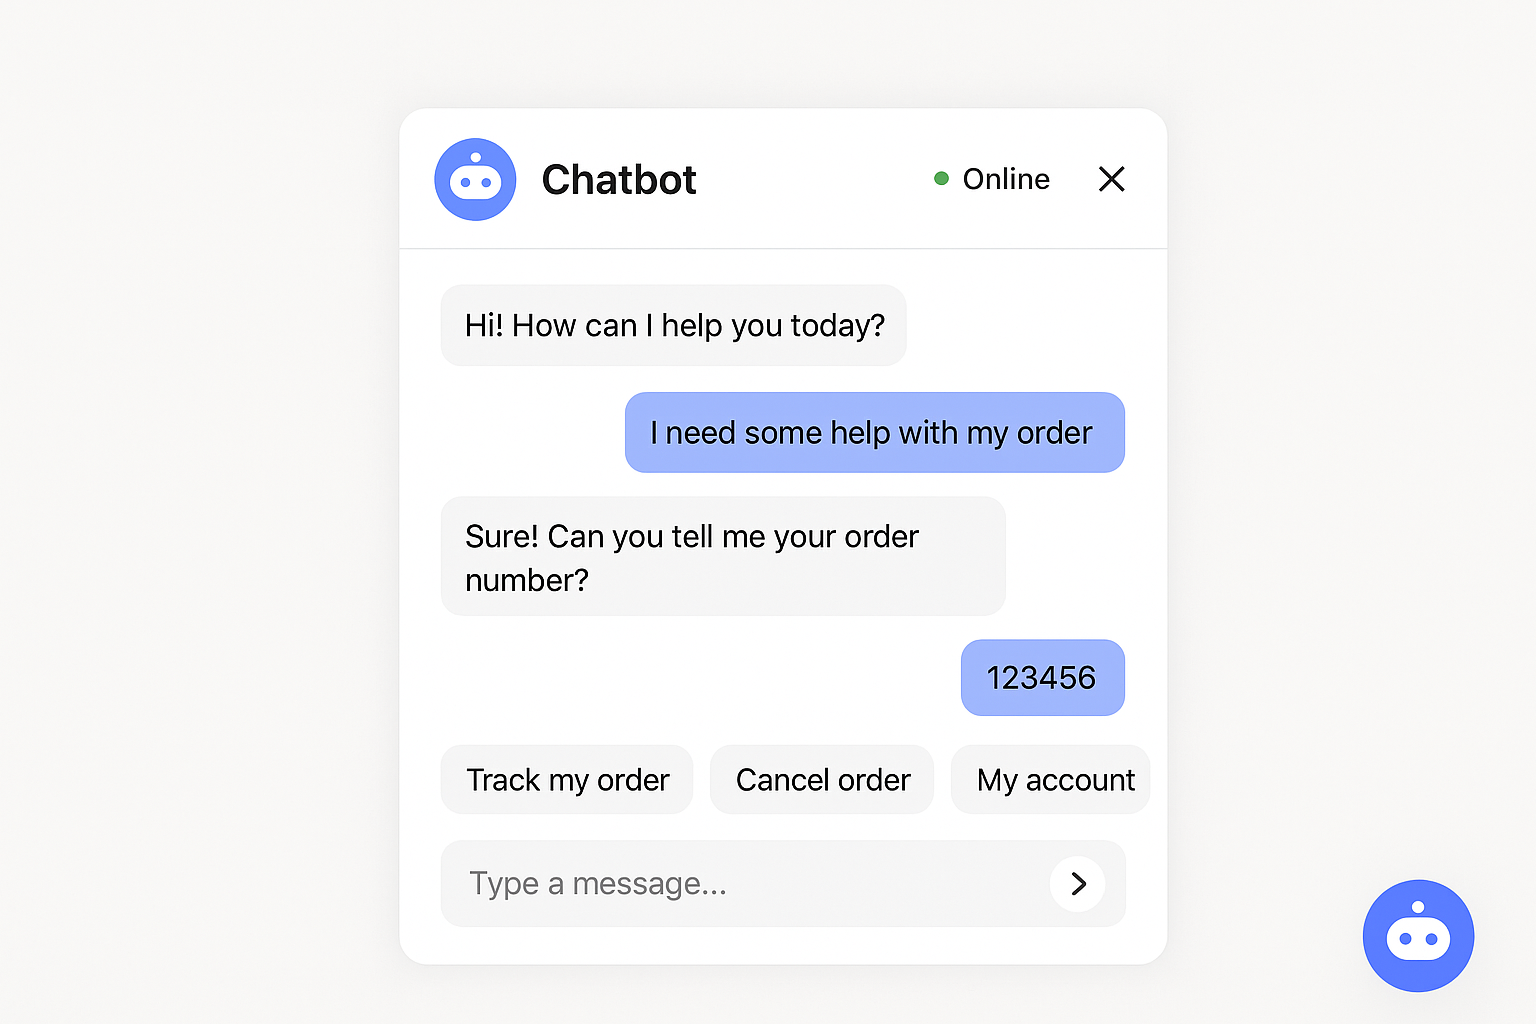 Chatbot
Online
Hi! How can I help you today?
I need some help with my order
Sure! Can you tell me your order
number?
123456
Track my order
Cancel order
My account
Type a message...